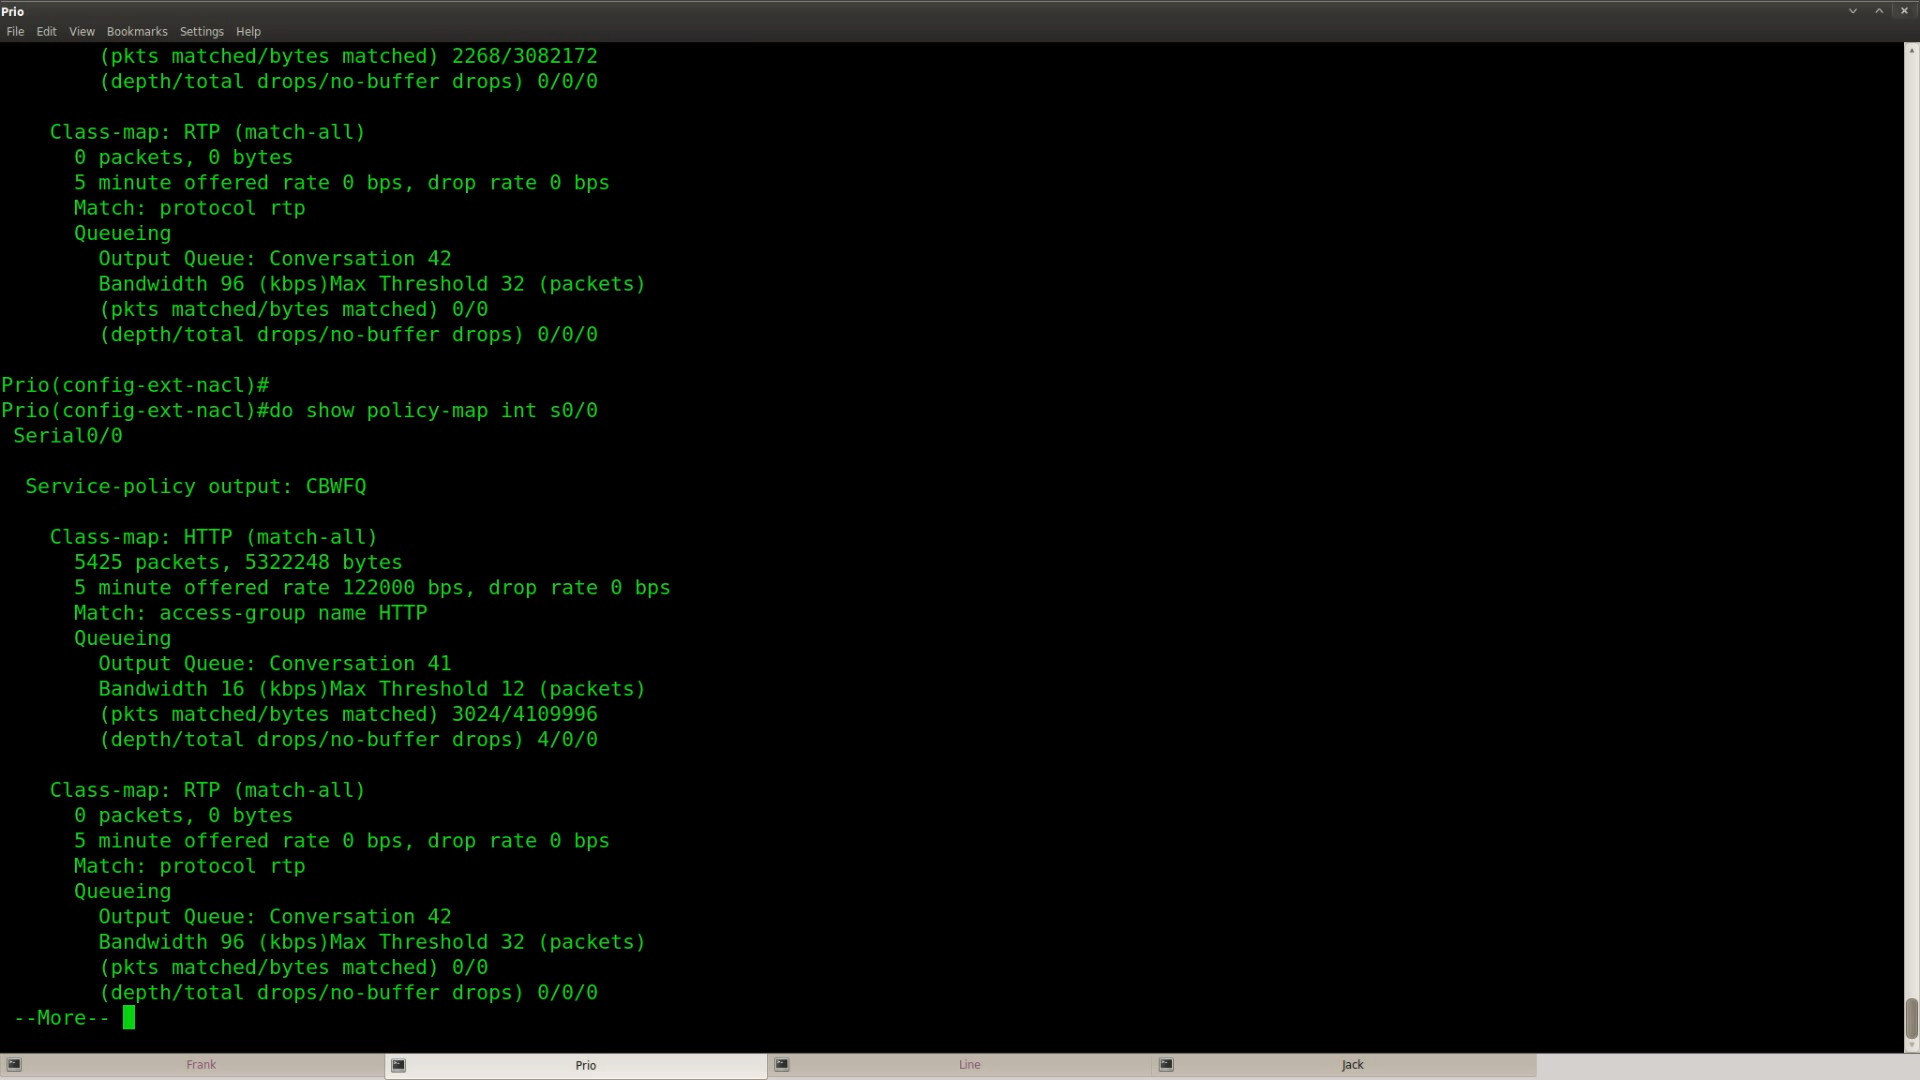 Prio
File Edit View Bookmarks Settings Help
(pkts matched/bytes matched) 2268/3082172
(depth/total drops/no-buffer drops) 0/0/0
Class-map: RTP (match-all)
0 packets, 0 bytes
5 minute offered rate 0 bps, drop rate 0 bps
Match: protocol rtp
Queueing
Output Queue: Conversation 42
Bandwidth 96 (kbps)Max Threshold 32 (packets)
(pkts matched/bytes matched) 0/0
(depth/total drops/no-buffer drops) 0/0/0
Prio(config-ext-nacl)#
Prio(config-ext-nacl)#do show policy-map int s0/0
Serial0/0
Service-policy output: CBWFQ
Class-map: HTTP (match-all)
5425 packets, 5322248 bytes
5 minute offered rate 122000 bps, drop rate 0 bps
Match: access-group name HTTP
Queueing
Output Queue: Conversation 41
Bandwidth 16 (kbps)Max Threshold 12 (packets)
(pkts matched/bytes matched) 3024/4109996
(depth/total drops/no-buffer drops) 4/0/0
Class-map: RTP (match-all)
0 packets, 0 bytes
5 minute offered rate 0 bps, drop rate 0 bps
Match: protocol rtp
Queueing
Output Queue: Conversation 42
Bandwidth 96 (kbps)Max Threshold 32 (packets)
(pkts matched/bytes matched) 0/0
(depth/total drops/no-buffer drops) 0/0/0
--More--
Frank Prio Line Jack